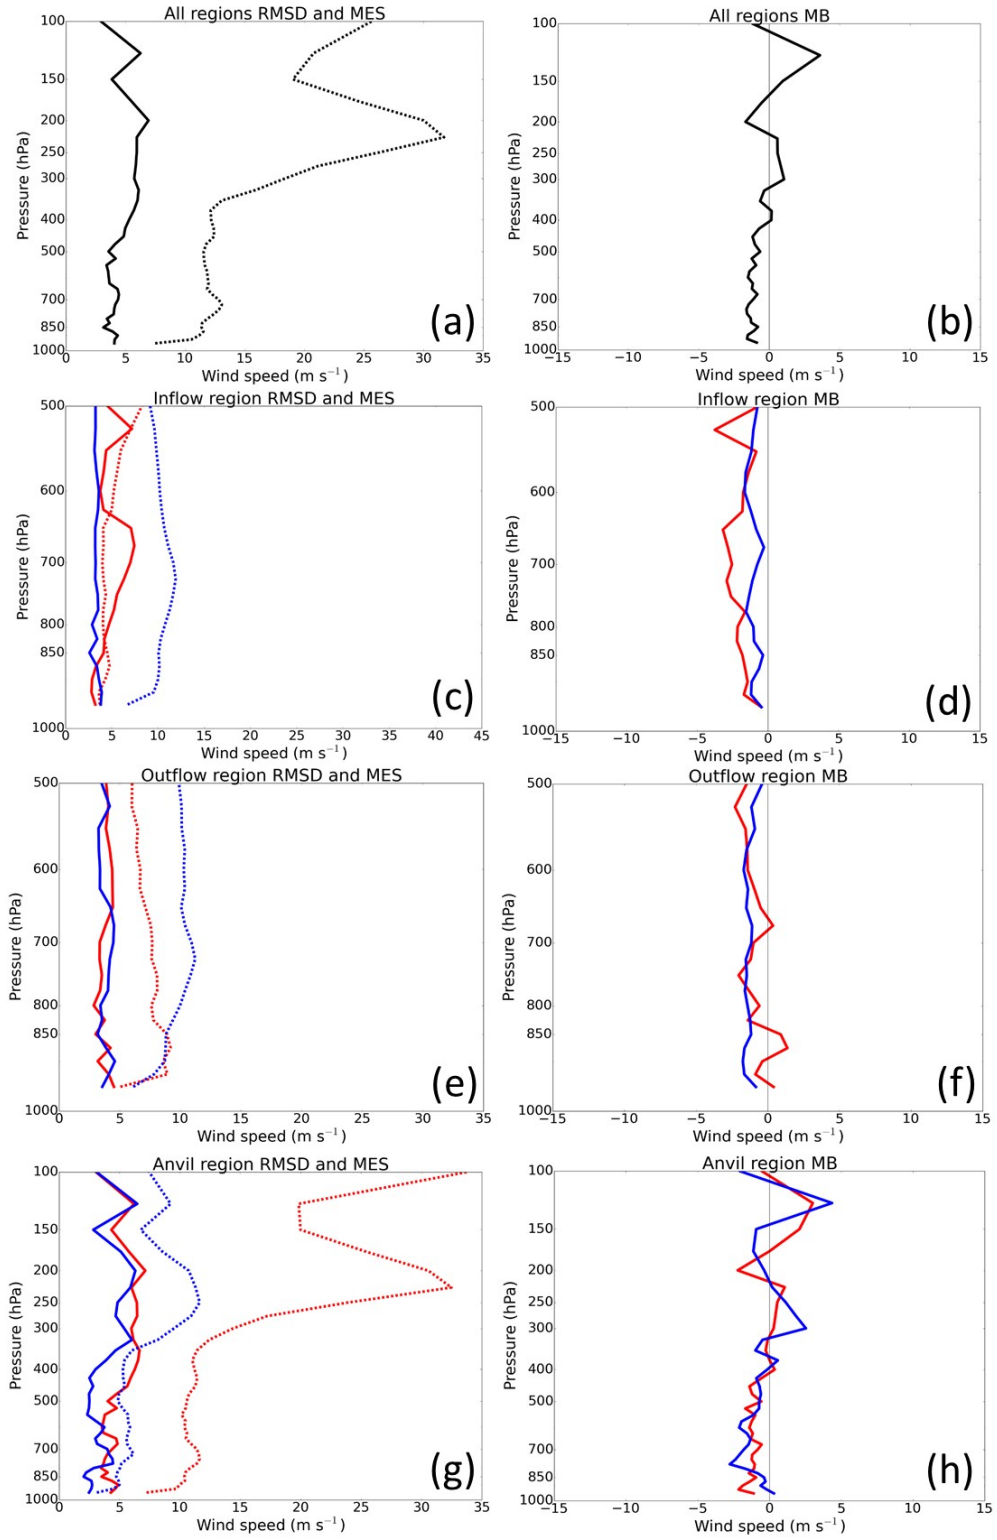 All regions RMSD and MES
100
150
200
250
300
400
500
700
850
1000
Pressure (hPa)
0 5 10 15 20 25 30 35
Wind speed (m s⁻¹)
(a)
All regions MB
100
150
200
250
300
400
500
700
850
1000
Pressure (hPa)
−15 −10 −5 0 5 10 15
Wind speed (m s⁻¹)
(b)
Inflow region RMSD and MES
500
600
700
800
850
1000
Pressure (hPa)
0 5 10 15 20 25 30 35 40 45
Wind speed (m s⁻¹)
(c)
Inflow region MB
500
600
700
800
850
1000
Pressure (hPa)
−15 −10 −5 0 5 10 15
Wind speed (m s⁻¹)
(d)
Outflow region RMSD and MES
500
600
700
800
850
1000
Pressure (hPa)
0 5 10 15 20 25 30 35
Wind speed (m s⁻¹)
(e)
Outflow region MB
500
600
700
800
850
1000
Pressure (hPa)
−15 −10 −5 0 5 10 15
Wind speed (m s⁻¹)
(f)
Anvil region RMSD and MES
100
150
200
250
300
400
500
700
850
1000
Pressure (hPa)
0 5 10 15 20 25 30 35
Wind speed (m s⁻¹)
(g)
Anvil region MB
100
150
200
250
300
400
500
700
850
1000
Pressure (hPa)
−15 −10 −5 0 5 10 15
Wind speed (m s⁻¹)
(h)